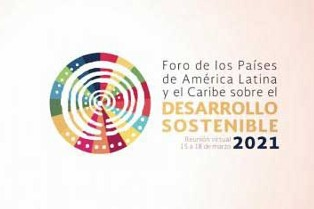 Foro de los Países
de América Latina
y el Caribe sobre el
DESARROLLO
SOSTENIBLE
Reunión virtual
15 a 18 de marzo 2021